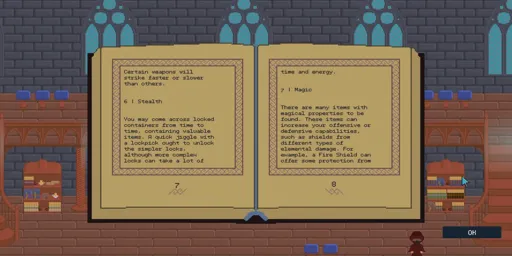 Certain weapons will
strike faster or slower
than others.
6 | Stealth
You may come across locked
containers from time to
time, containing valuable
items. A quick jiggle with
a lockpick ought to unlock
the simpler locks,
although more complex
locks can take a lot of
7
time and energy.
7 | Magic
There are many items with
magical properties to be
found. These items can
increase your offensive or
defensive capabilities,
such as shields from
different types of
elemental damage. For
example, a Fire Shield can
offer some protection from
8
OK